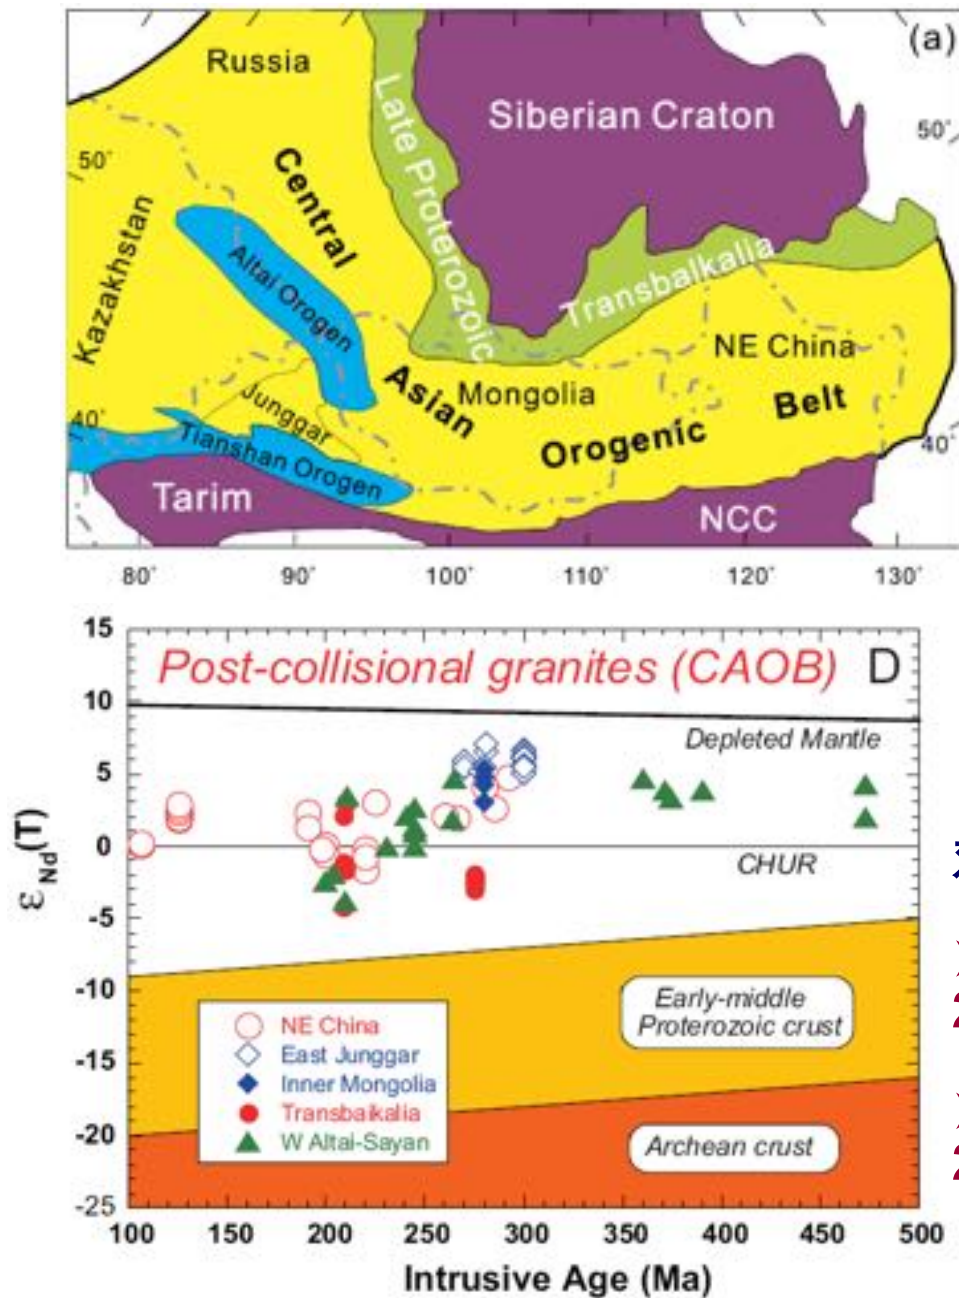 (a)
Russia
Siberian Craton
Late Proterozoic
50°
50°
Central
Kazakhstan
Altai Orogen
Transbalkalia
NE China
Asian
Mongolia
Belt
Junggar
Orogenic
40°
40°
Tianshan Orogen
Tarim
NCC
80° 90° 100° 110° 120° 130°
Post-collisional granites (CAOB) D
Depleted Mantle
CHUR
Early-middle
Proterozoic crust
Archean crust
NE China
East Junggar
Inner Mongolia
Transbaikalia
W Altai-Sayan
15
10
5
0
-5
-10
-15
-20
-25
ε Nd(T)
100 150 200 250 300 350 400 450 500
Intrusive Age (Ma)